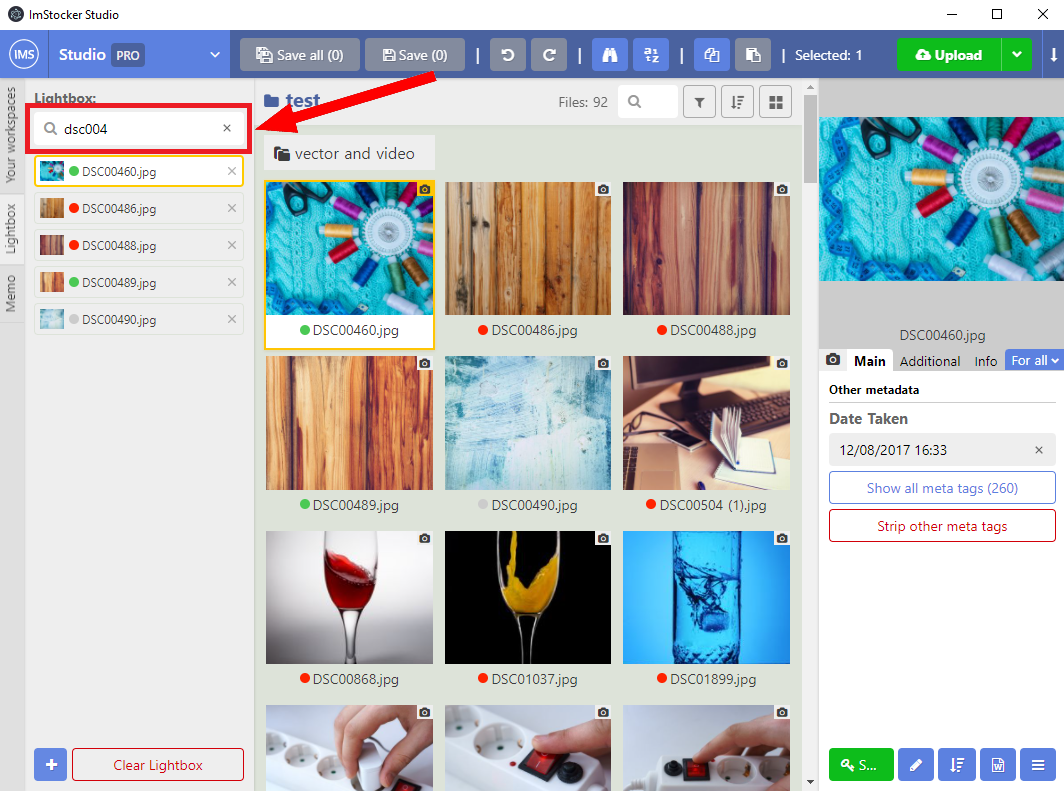 ImStocker Studio
IMS
Studio PRO
Save all (0)
Save (0)
Selected: 1
Upload
Your workspaces
Lightbox
Memo
Lightbox:
dsc004
DSC00460.jpg
DSC00486.jpg
DSC00488.jpg
DSC00489.jpg
DSC00490.jpg
Clear Lightbox
test
Files: 92
vector and video
DSC00460.jpg
DSC00486.jpg
DSC00488.jpg
DSC00489.jpg
DSC00490.jpg
DSC00504 (1).jpg
DSC00868.jpg
DSC01037.jpg
DSC01899.jpg
DSC00460.jpg
Main
Additional
Info
For all
Other metadata
Date Taken
12/08/2017 16:33
Show all meta tags (260)
Strip other meta tags
S...